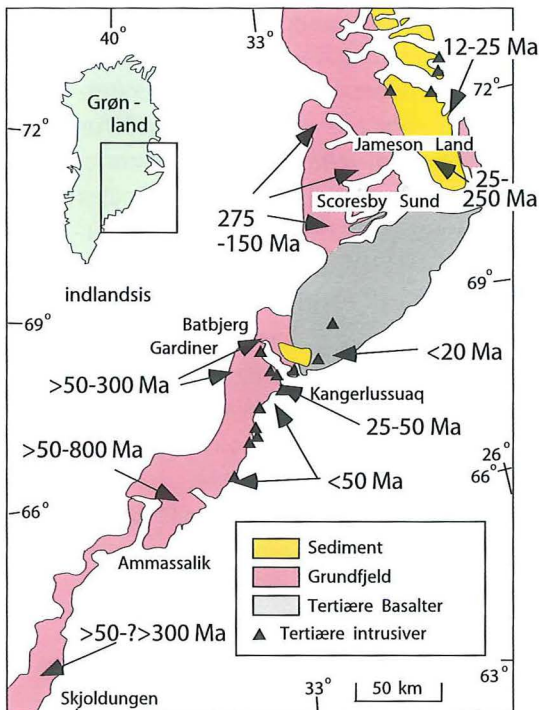 40°
33°
12-25 Ma
72°
Grøn-
land
72°
Jameson Land
25-
250 Ma
Scoresby Sund
275
-150 Ma
69°
indlandsis
69°
Batbjerg
Gardiner
<20 Ma
>50-300 Ma
Kangerlussuaq
25-50 Ma
>50-800 Ma
26°
66°
<50 Ma
66°
Sediment
Grundfjeld
Ammassalik
Tertiære Basalter
Tertiære intrusiver
>50-?>300 Ma
63°
33°
50 km
Skjoldungen